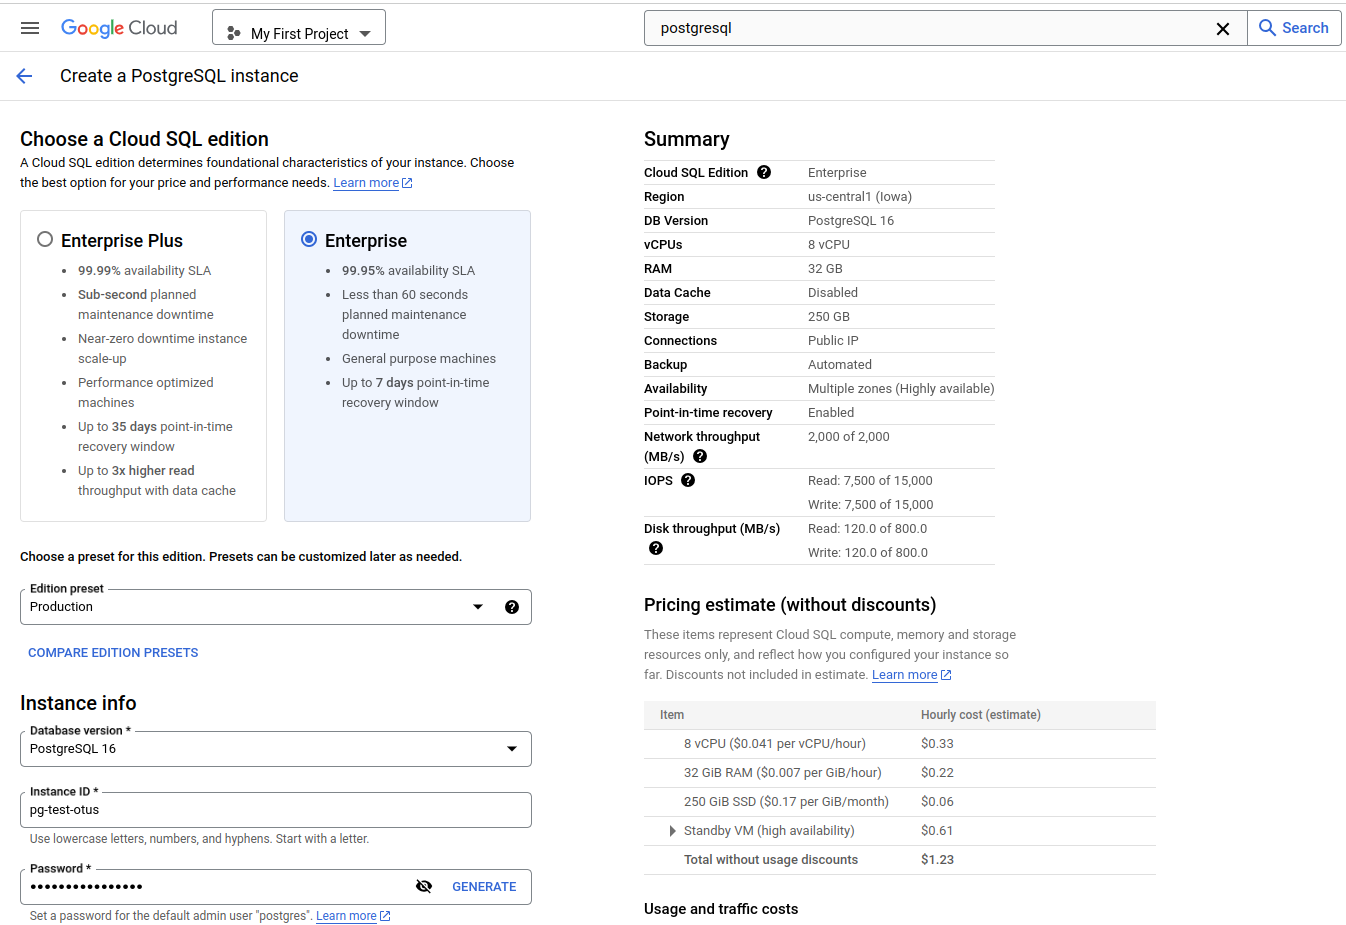 Google Cloud
My First Project
postgresql
Search
Create a PostgreSQL instance
Choose a Cloud SQL edition
A Cloud SQL edition determines foundational characteristics of your instance. Choose
the best option for your price and performance needs. Learn more
Enterprise Plus
• 99.99% availability SLA
• Sub-second planned
maintenance downtime
• Near-zero downtime instance
scale-up
• Performance optimized
machines
• Up to 35 days point-in-time
recovery window
• Up to 3x higher read
throughput with data cache
Enterprise
• 99.95% availability SLA
• Less than 60 seconds
planned maintenance
downtime
• General purpose machines
• Up to 7 days point-in-time
recovery window
Choose a preset for this edition. Presets can be customized later as needed.
Edition preset
Production
COMPARE EDITION PRESETS
Instance info
Database version *
PostgreSQL 16
Instance ID *
pg-test-otus
Use lowercase letters, numbers, and hyphens. Start with a letter.
Password *
••••••••••••••••
GENERATE
Set a password for the default admin user "postgres". Learn more
Summary
Cloud SQL Edition Enterprise
Region us-central1 (Iowa)
DB Version PostgreSQL 16
vCPUs 8 vCPU
RAM 32 GB
Data Cache Disabled
Storage 250 GB
Connections Public IP
Backup Automated
Availability Multiple zones (Highly available)
Point-in-time recovery Enabled
Network throughput 2,000 of 2,000
(MB/s)
IOPS Read: 7,500 of 15,000
Write: 7,500 of 15,000
Disk throughput (MB/s) Read: 120.0 of 800.0
Write: 120.0 of 800.0
Pricing estimate (without discounts)
These items represent Cloud SQL compute, memory and storage
resources only, and reflect how you configured your instance so
far. Discounts not included in estimate. Learn more
Item Hourly cost (estimate)
8 vCPU ($0.041 per vCPU/hour) $0.33
32 GiB RAM ($0.007 per GiB/hour) $0.22
250 GiB SSD ($0.17 per GiB/month) $0.06
Standby VM (high availability) $0.61
Total without usage discounts $1.23
Usage and traffic costs